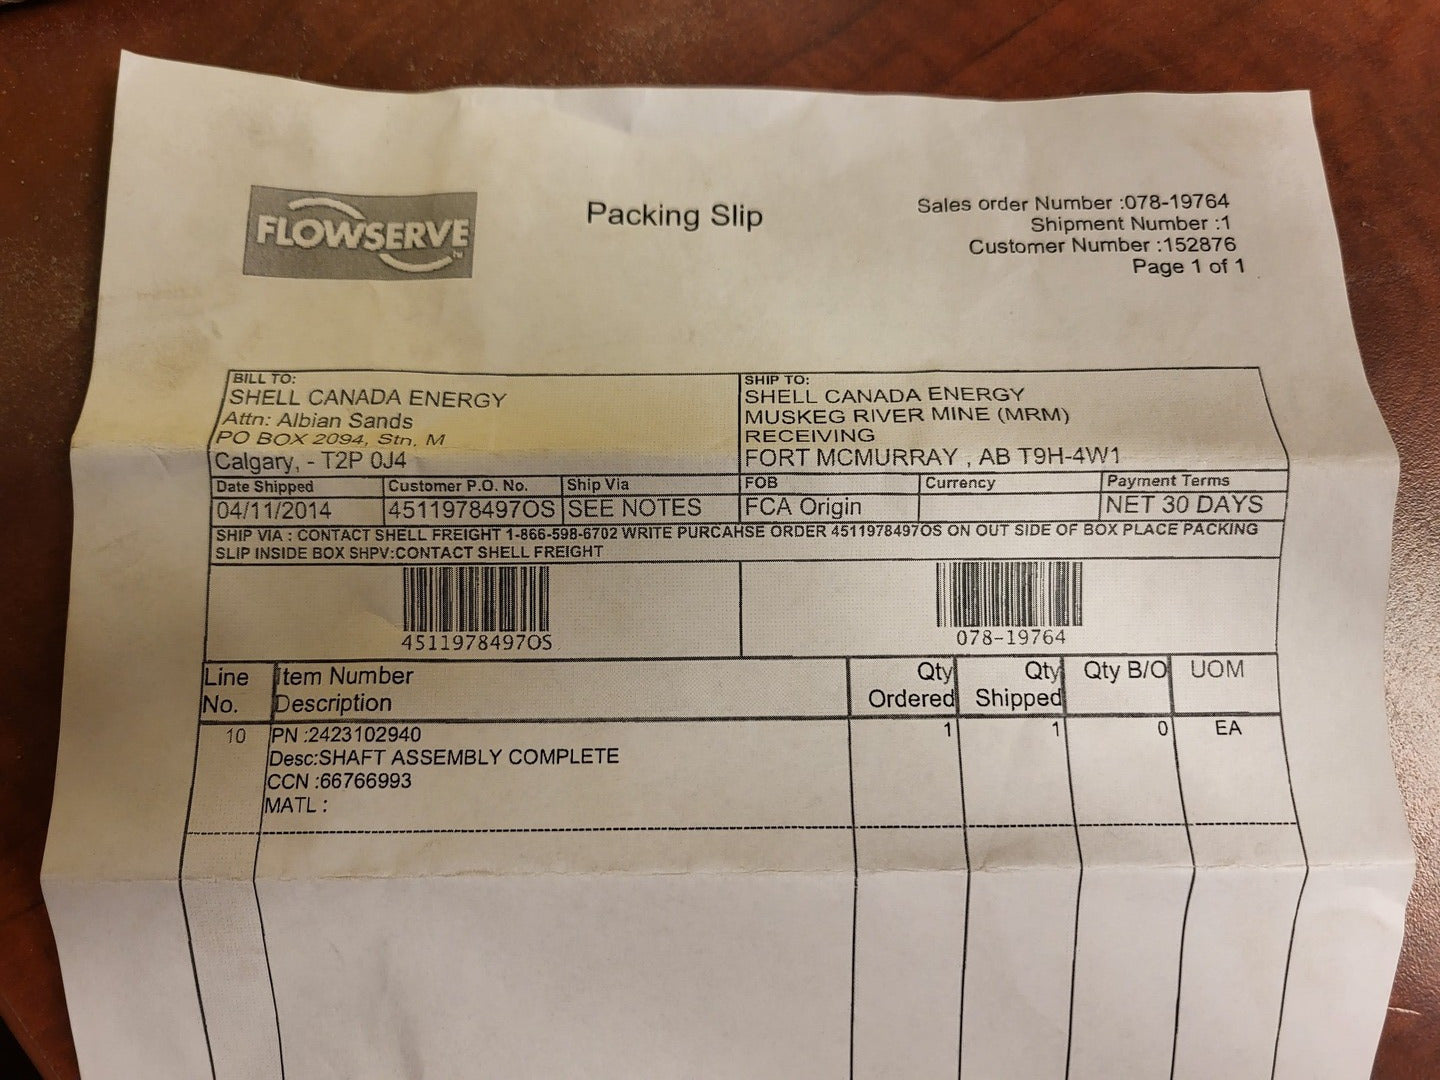 FLOWSERVE
TM
Packing Slip
Sales order Number :078-19764
Shipment Number :1
Customer Number :152876
Page 1 of 1
BILL TO:
SHELL CANADA ENERGY
Attn: Albian Sands
PO BOX 2094, Stn, M
Calgary, - T2P 0J4
SHIP TO:
SHELL CANADA ENERGY
MUSKEG RIVER MINE (MRM)
RECEIVING
FORT MCMURRAY , AB T9H-4W1
Date Shipped Customer P.O. No. Ship Via FOB Currency Payment Terms
04/11/2014 4511978497OS SEE NOTES FCA Origin NET 30 DAYS
SHIP VIA : CONTACT SHELL FREIGHT 1-866-598-6702 WRITE PURCAHSE ORDER 4511978497OS ON OUT SIDE OF BOX PLACE PACKING
SLIP INSIDE BOX SHPV:CONTACT SHELL FREIGHT
4511978497OS 078-19764
Line Item Number Qty Qty Qty B/O UOM
No. Description Ordered Shipped
10 PN :2423102940 1 1 0 EA
Desc:SHAFT ASSEMBLY COMPLETE
CCN :66766993
MATL :